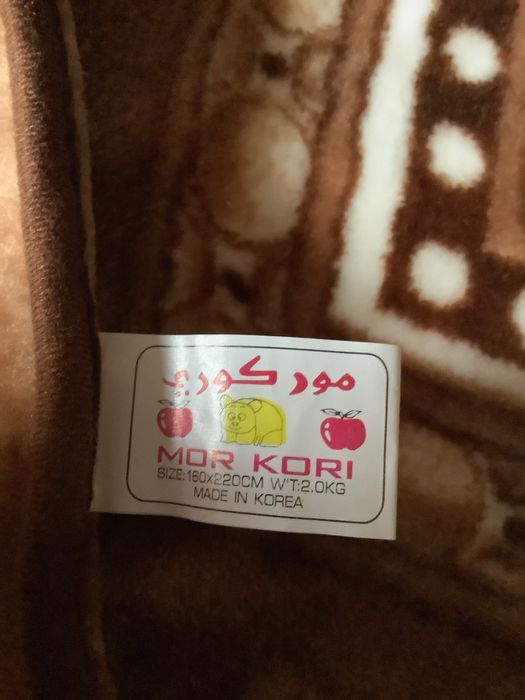 مور كوري
MOR KORI
SIZE:160x220CM W'T:2.0KG
MADE IN KOREA